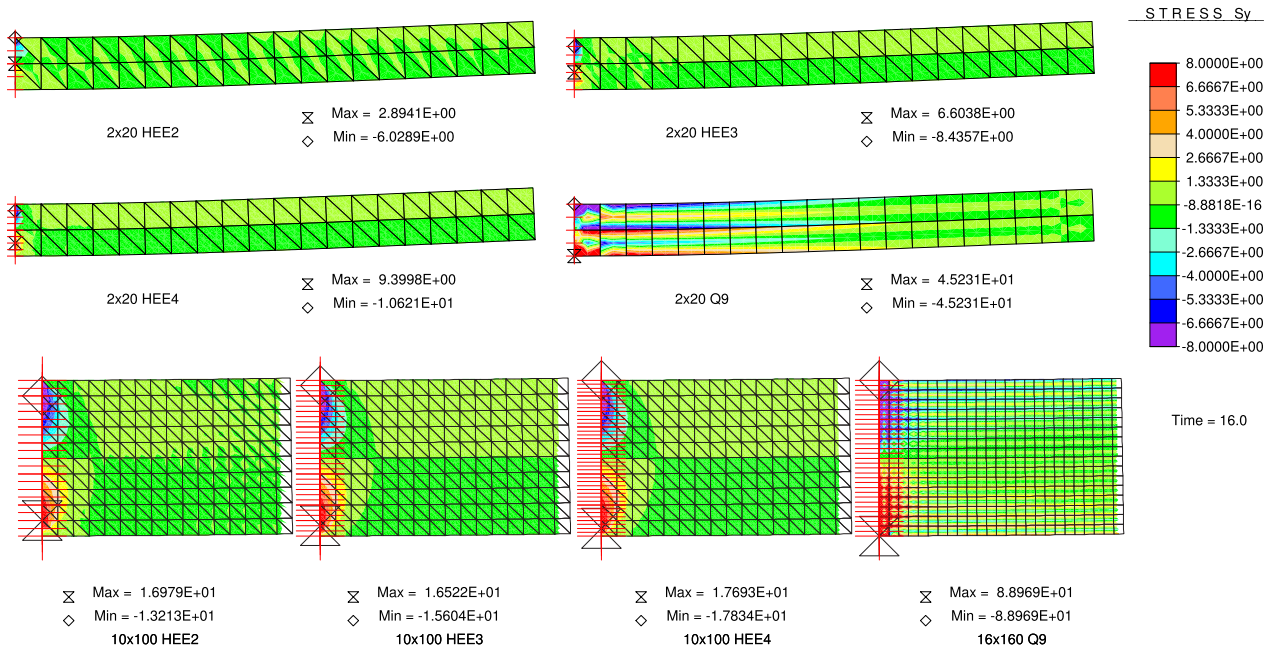 S T R E S S Sy
8.0000E+00
6.6667E+00
5.3333E+00
4.0000E+00
2.6667E+00
1.3333E+00
-8.8818E-16
-1.3333E+00
-2.6667E+00
-4.0000E+00
-5.3333E+00
-6.6667E+00
-8.0000E+00
Time = 16.0
2x20 HEE2
Max = 2.8941E+00
Min = -6.0289E+00
2x20 HEE3
Max = 6.6038E+00
Min = -8.4357E+00
2x20 HEE4
Max = 9.3998E+00
Min = -1.0621E+01
2x20 Q9
Max = 4.5231E+01
Min = -4.5231E+01
Max = 1.6979E+01
Min = -1.3213E+01
10x100 HEE2
Max = 1.6522E+01
Min = -1.5604E+01
10x100 HEE3
Max = 1.7693E+01
Min = -1.7834E+01
10x100 HEE4
Max = 8.8969E+01
Min = -8.8969E+01
16x160 Q9